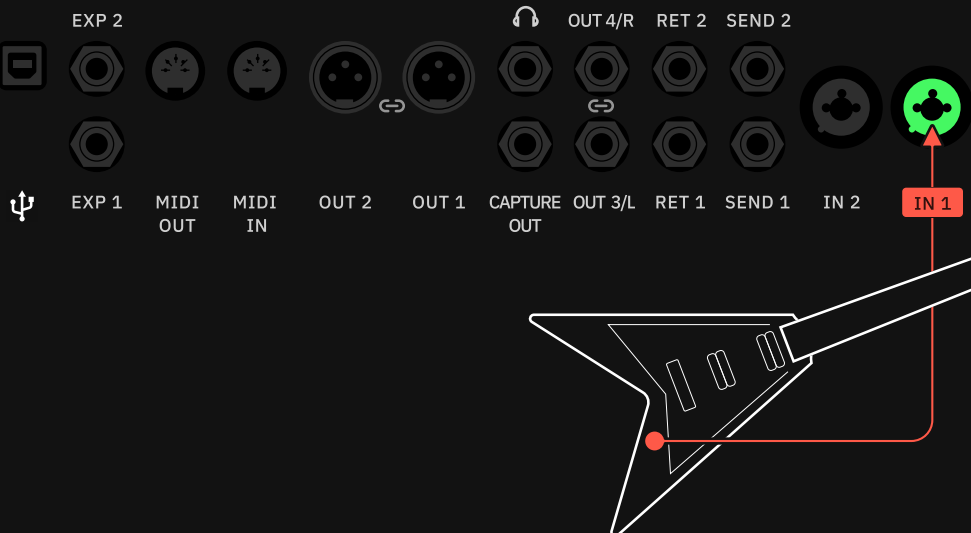 EXP 2
OUT 4/R
RET 2
SEND 2
EXP 1
MIDI
OUT
MIDI
IN
OUT 2
OUT 1
CAPTURE
OUT
OUT 3/L
RET 1
SEND 1
IN 2
IN 1